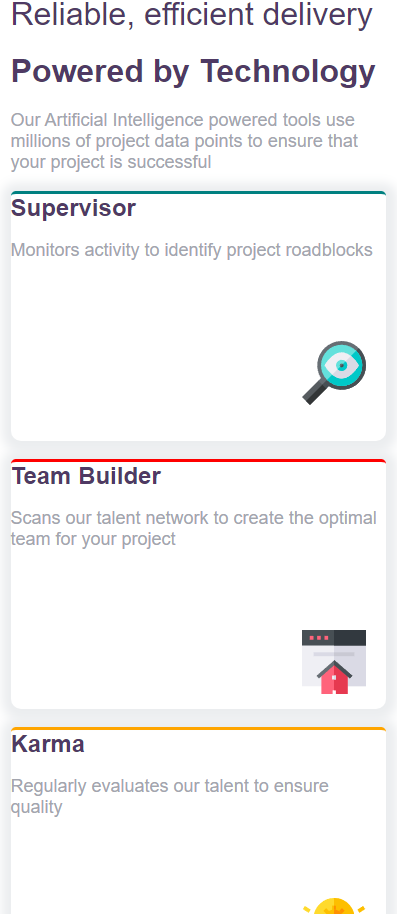 Reliable, efficient delivery
Powered by Technology
Our Artificial Intelligence powered tools use
millions of project data points to ensure that
your project is successful
Supervisor
Monitors activity to identify project roadblocks
Team Builder
Scans our talent network to create the optimal
team for your project
Karma
Regularly evaluates our talent to ensure
quality